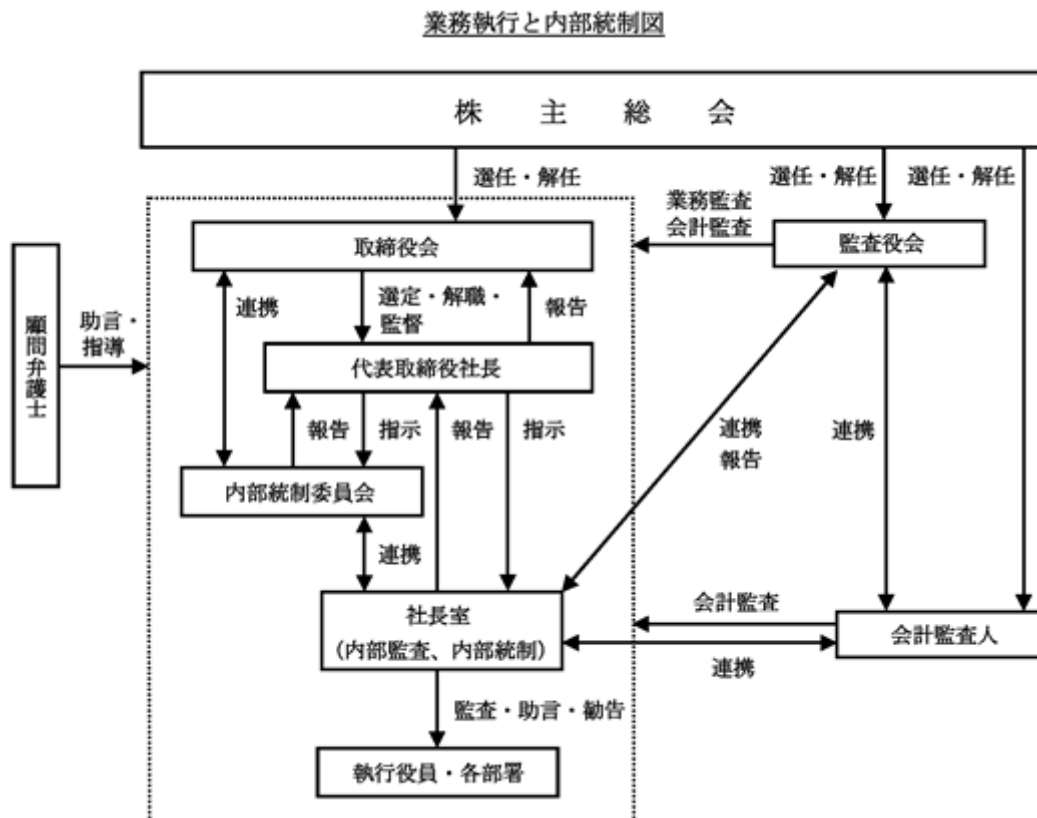 業務執行と内部統制図
株主総会
選任・解任
選任・解任
選任・解任
業務監査
会計監査
取締役会
監査役会
連携
選定・解職・
監督
報告
顧問弁護士
助言・
指導
代表取締役社長
報告
指示
報告
指示
連携
報告
連携
内部統制委員会
連携
社長室
(内部監査、内部統制)
会計監査
会計監査人
連携
監査・助言・勧告
執行役員・各部署